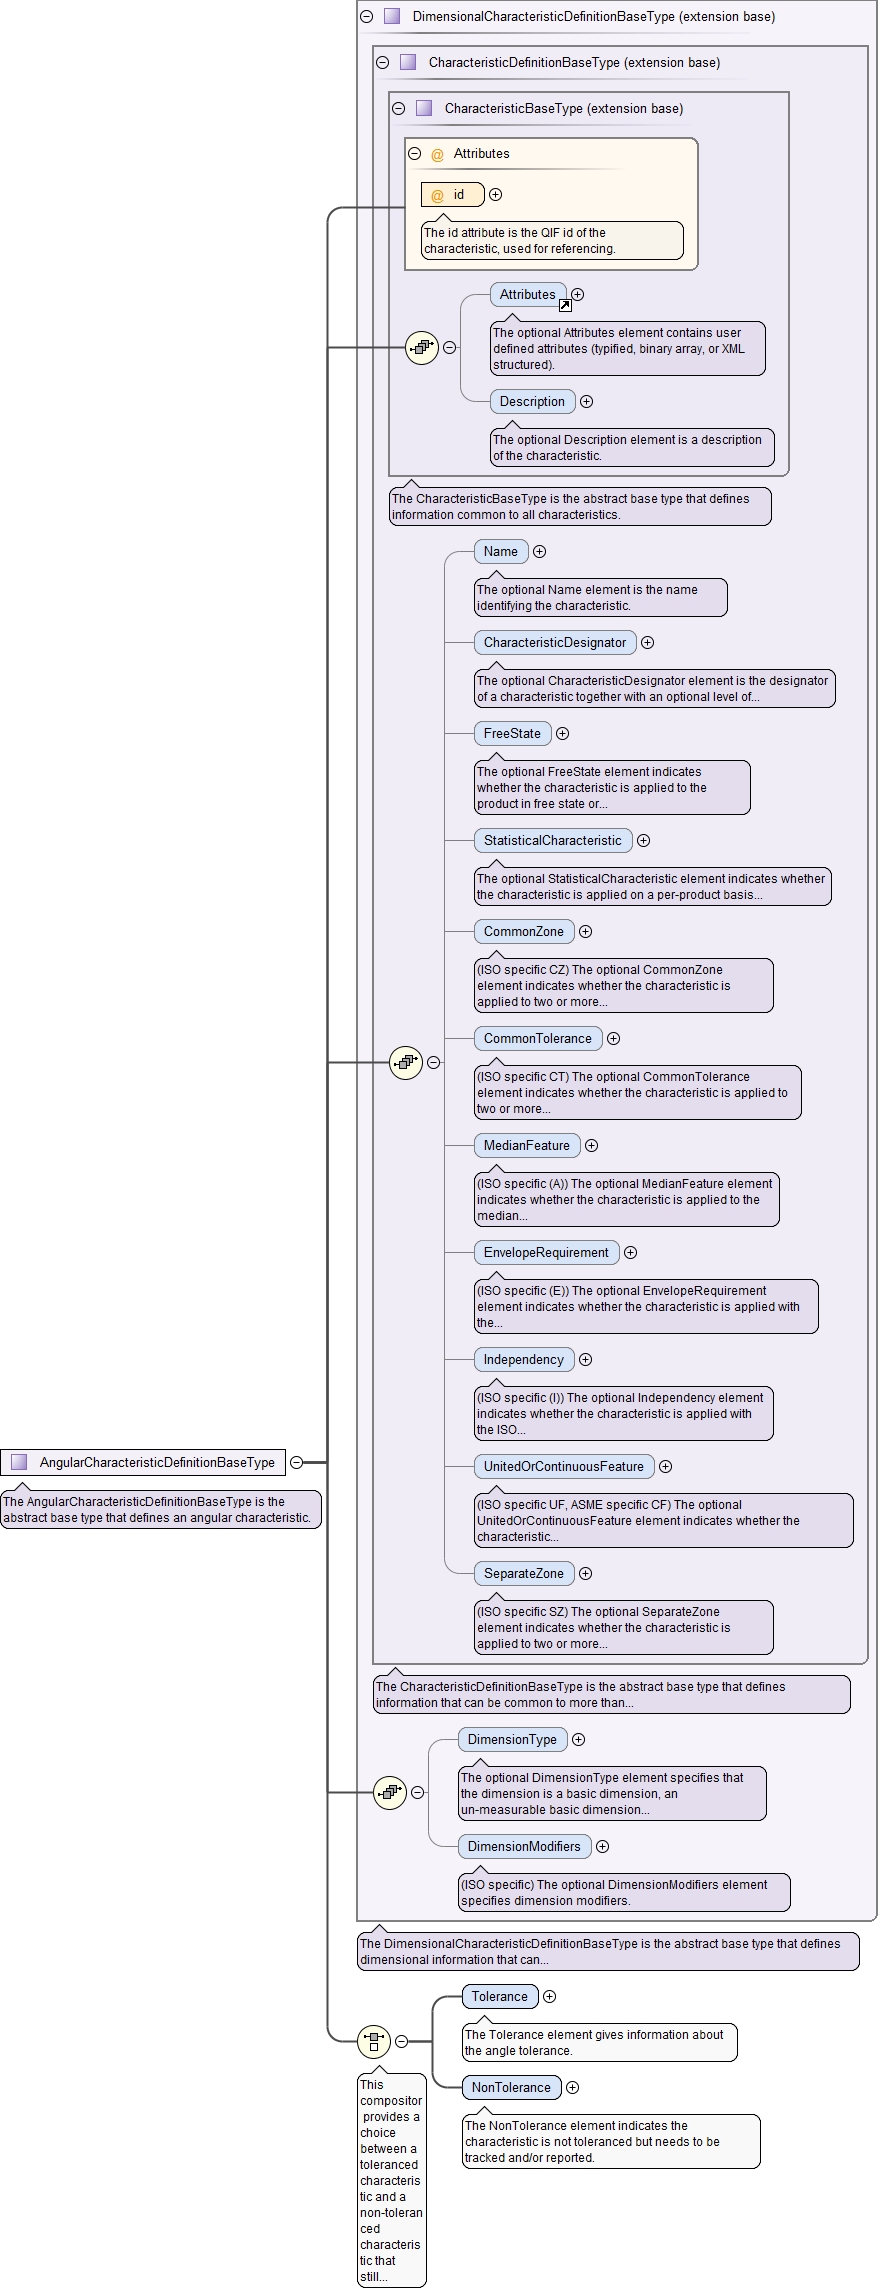 DimensionalCharacteristicDefinitionBaseType (extension base)
CharacteristicDefinitionBaseType (extension base)
CharacteristicBaseType (extension base)
@ Attributes
@ id
The id attribute is the QIF id of the
characteristic, used for referencing.
Attributes
The optional Attributes element contains user
defined attributes (typified, binary array, or XML
structured).
Description
The optional Description element is a description
of the characteristic.
The CharacteristicBaseType is the abstract base type that defines
information common to all characteristics.
Name
The optional Name element is the name
identifying the characteristic.
CharacteristicDesignator
The optional CharacteristicDesignator element is the designator
of a characteristic together with an optional level of...
FreeState
The optional FreeState element indicates
whether the characteristic is applied to the
product in free state or...
StatisticalCharacteristic
The optional StatisticalCharacteristic element indicates whether
the characteristic is applied on a per-product basis...
CommonZone
(ISO specific CZ) The optional CommonZone
element indicates whether the characteristic is
applied to two or more...
CommonTolerance
(ISO specific CT) The optional CommonTolerance
element indicates whether the characteristic is applied to
two or more...
MedianFeature
(ISO specific (A)) The optional MedianFeature element
indicates whether the characteristic is applied to the
median...
EnvelopeRequirement
(ISO specific (E)) The optional EnvelopeRequirement
element indicates whether the characteristic is applied with
the...
Independency
(ISO specific (I)) The optional Independency element
indicates whether the characteristic is applied with
the ISO...
AngularCharacteristicDefinitionBaseType
The AngularCharacteristicDefinitionBaseType is the
abstract base type that defines an angular characteristic.
UnitedOrContinuousFeature
(ISO specific UF, ASME specific CF) The optional
UnitedOrContinuousFeature element indicates whether the
characteristic...
SeparateZone
(ISO specific SZ) The optional SeparateZone
element indicates whether the characteristic is
applied to two or more...
The CharacteristicDefinitionBaseType is the abstract base type that defines
information that can be common to more than...
DimensionType
The optional DimensionType element specifies that
the dimension is a basic dimension, an
un-measurable basic dimension...
DimensionModifiers
(ISO specific) The optional DimensionModifiers element
specifies dimension modifiers.
The DimensionalCharacteristicDefinitionBaseType is the abstract base type that defines
dimensional information that can...
Tolerance
The Tolerance element gives information about
the angle tolerance.
NonTolerance
The NonTolerance element indicates the
characteristic is not toleranced but needs to be
tracked and/or reported.
This
compositor
provides a
choice
between a
toleranced
characteris
tic and a
non-toleran
ced
characteris
tic that
still...